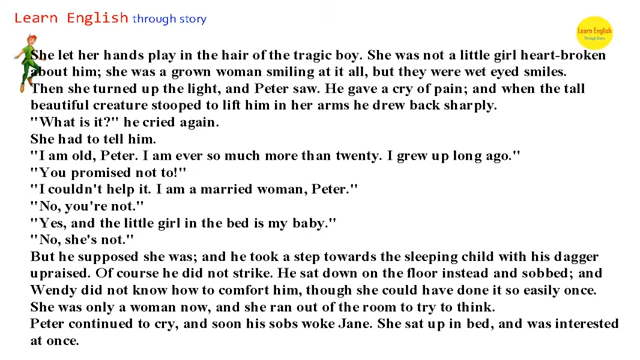 Learn English through story
Learn English
Through Story
She let her hands play in the hair of the tragic boy. She was not a little girl heart-broken
about him; she was a grown woman smiling at it all, but they were wet eyed smiles.
Then she turned up the light, and Peter saw. He gave a cry of pain; and when the tall
beautiful creature stooped to lift him in her arms he drew back sharply.
"What is it?" he cried again.
She had to tell him.
"I am old, Peter. I am ever so much more than twenty. I grew up long ago."
"You promised not to!"
"I couldn't help it. I am a married woman, Peter."
"No, you're not."
"Yes, and the little girl in the bed is my baby."
"No, she's not."
But he supposed she was; and he took a step towards the sleeping child with his dagger
upraised. Of course he did not strike. He sat down on the floor instead and sobbed; and
Wendy did not know how to comfort him, though she could have done it so easily once.
She was only a woman now, and she ran out of the room to try to think.
Peter continued to cry, and soon his sobs woke Jane. She sat up in bed, and was interested
at once.